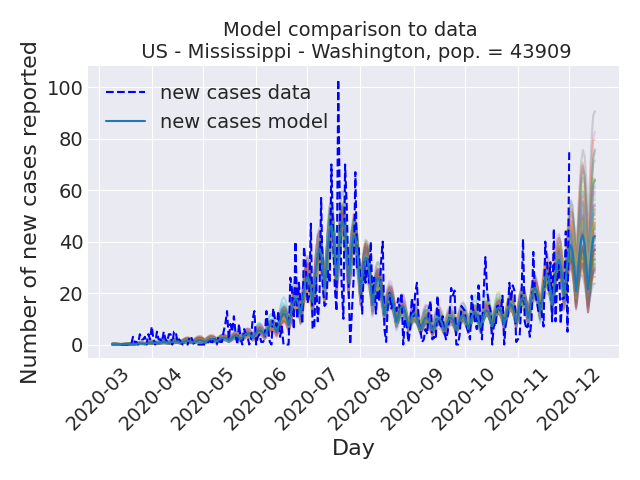 Model comparison to data
US - Mississippi - Washington, pop. = 43909
Number of new cases reported
100
80
60
40
20
0
new cases data
new cases model
2020-03
2020-04
2020-05
2020-06
2020-07
2020-08
2020-09
2020-10
2020-11
2020-12
Day